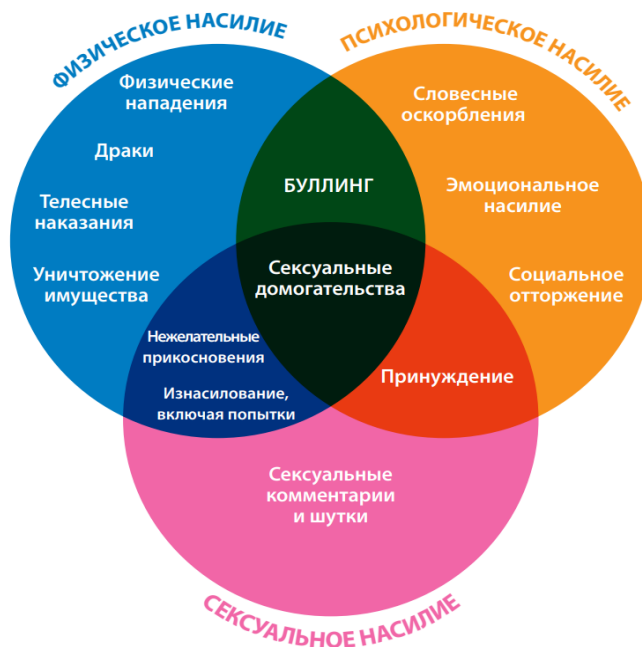 ФИЗИЧЕСКОЕ НАСИЛИЕ
ПСИХОЛОГИЧЕСКОЕ НАСИЛИЕ
Физические
нападения
Драки
Телесные
наказания
Уничтожение
имущества
БУЛЛИНГ
Словесные
оскорбления
Эмоциональное
насилие
Социальное
отторжение
Сексуальные
домогательства
Нежелательные
прикосновения
Изнасилование,
включая попытки
Принуждение
Сексуальные
комментарии
и шутки
СЕКСУАЛЬНОЕ НАСИЛИЕ